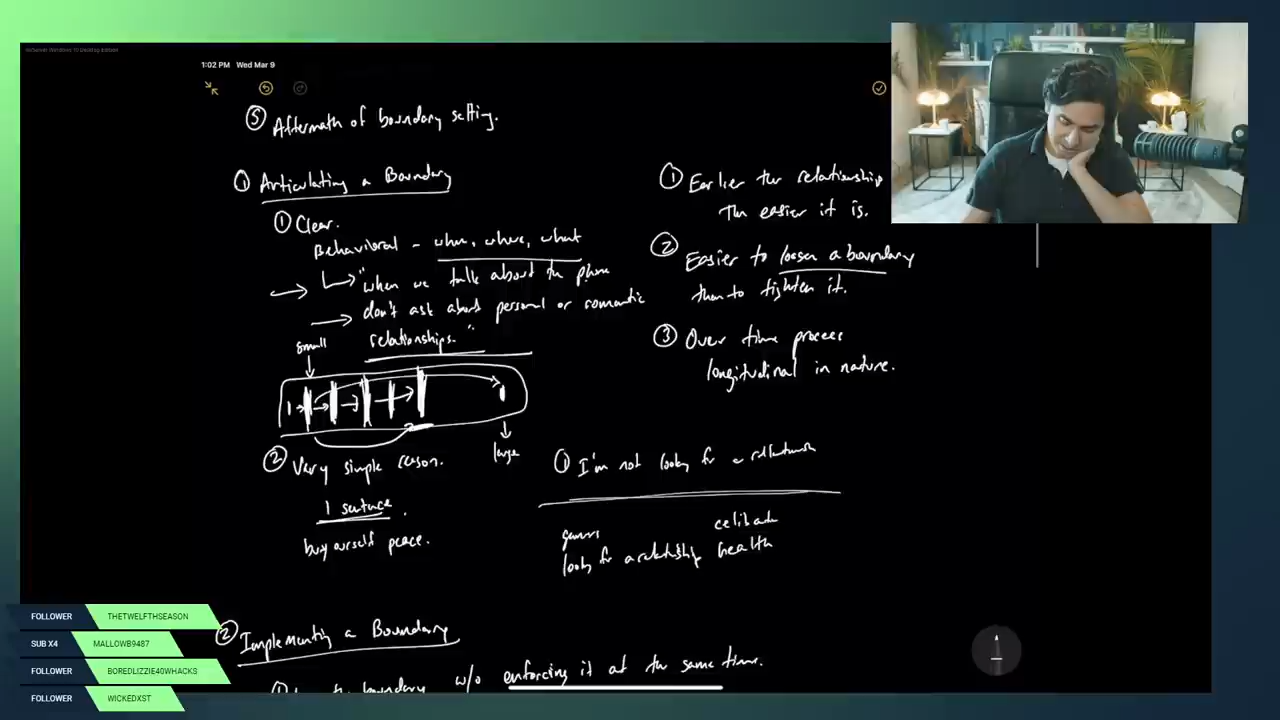 1:02 PM Wed Mar 9
⑤ Aftermath of boundary setting.
① Articulating a Boundary
① Clear.
Behavioral - when, where, what
"when we talk about the phone
don't ask about personal or romantic
relationships."
small
large
② Very simple reason.
1 sentence.
buy ourself peace.
① Earlier the relationship
The easier it is.
② Easier to loosen a boundary
than to tighten it.
③ Over time process
longitudinal in nature.
① I'm not looking for a relationship
celibate
looking for a relationship health
② Implementing a Boundary
boundary w/o enforcing it at the same time.
FOLLOWER THETWELFTHSEASON
SUB X4 MALLOWB9487
FOLLOWER BOREDLIZZIE40WHACKS
FOLLOWER WICKEDXST